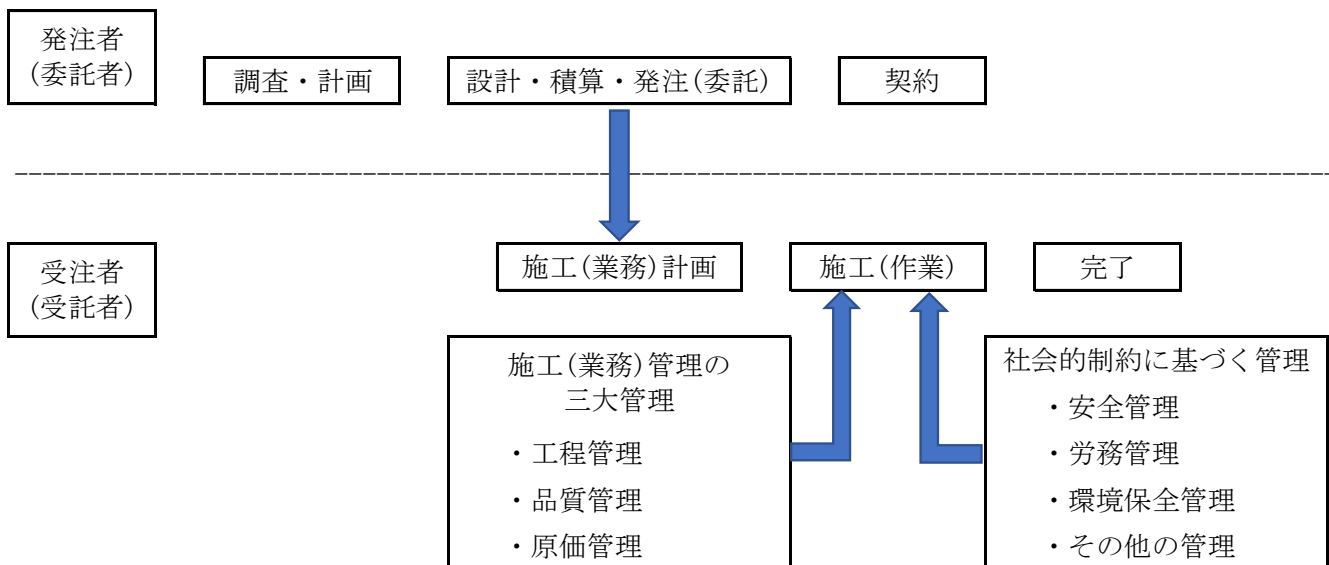 発注者
(委託者)
調査・計画
設計・積算・発注(委託)
契約
受注者
(受託者)
施工(業務)計画
施工(作業)
完了
施工(業務)管理の
三大管理
・工程管理
・品質管理
・原価管理
社会的制約に基づく管理
・安全管理
・労務管理
・環境保全管理
・その他の管理